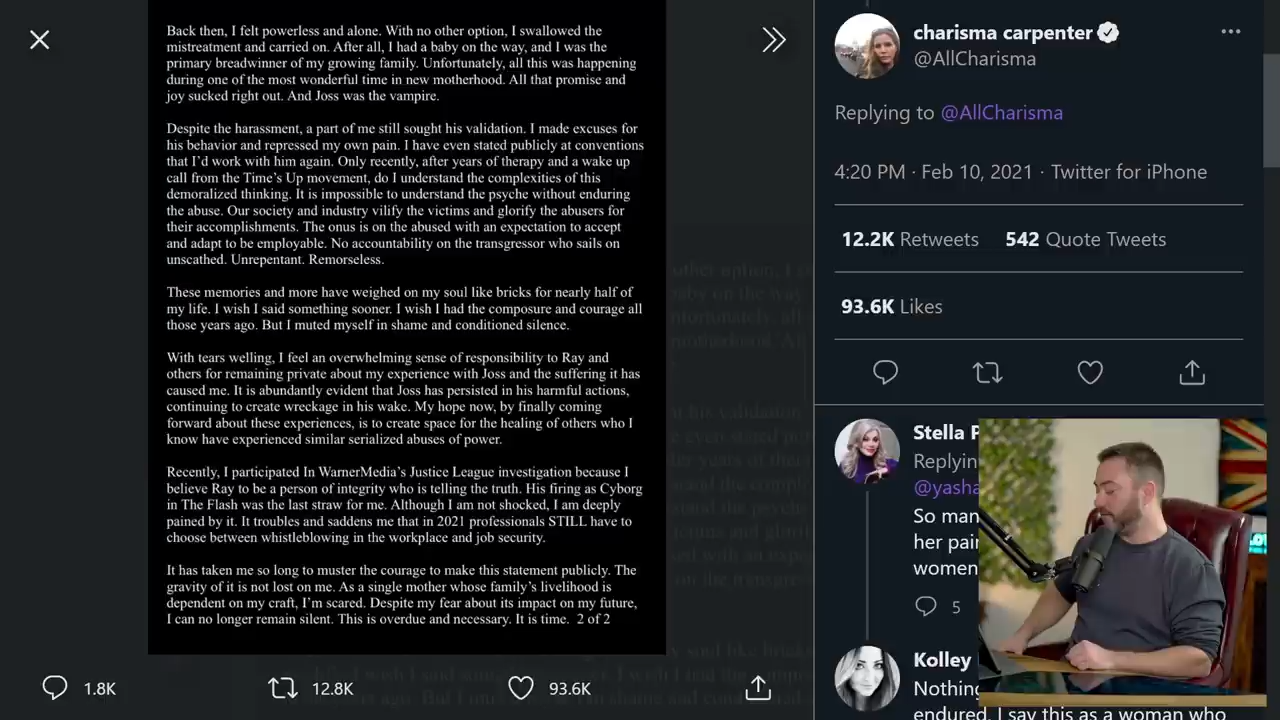 Back then, I felt powerless and alone. With no other option, I swallowed the
mistreatment and carried on. After all, I had a baby on the way, and I was the
primary breadwinner of my growing family. Unfortunately, all this was happening
during one of the most wonderful time in new motherhood. All that promise and
joy sucked right out. And Joss was the vampire.
Despite the harassment, a part of me still sought his validation. I made excuses for
his behavior and repressed my own pain. I have even stated publicly at conventions
that I'd work with him again. Only recently, after years of therapy and a wake up
call from the Time's Up movement, do I understand the complexities of this
demoralized thinking. It is impossible to understand the psyche without enduring
the abuse. Our society and industry vilify the victims and glorify the abusers for
their accomplishments. The onus is on the abused with an expectation to accept
and adapt to be employable. No accountability on the transgressor who sails on
unscathed. Unrepentant. Remorseless.
These memories and more have weighed on my soul like bricks for nearly half of
my life. I wish I said something sooner. I wish I had the composure and courage all
those years ago. But I muted myself in shame and conditioned silence.
With tears welling, I feel an overwhelming sense of responsibility to Ray and
others for remaining private about my experience with Joss and the suffering it has
caused me. It is abundantly evident that Joss has persisted in his harmful actions,
continuing to create wreckage in his wake. My hope now, by finally coming
forward about these experiences, is to create space for the healing of others who I
know have experienced similar serialized abuses of power.
Recently, I participated In WarnerMedia's Justice League investigation because I
believe Ray to be a person of integrity who is telling the truth. His firing as Cyborg
in The Flash was the last straw for me. Although I am not shocked, I am deeply
pained by it. It troubles and saddens me that in 2021 professionals STILL have to
choose between whistleblowing in the workplace and job security.
It has taken me so long to muster the courage to make this statement publicly. The
gravity of it is not lost on me. As a single mother whose family's livelihood is
dependent on my craft, I'm scared. Despite my fear about its impact on my future,
I can no longer remain silent. This is overdue and necessary. It is time. 2 of 2
1.8K
12.8K
93.6K
charisma carpenter
@AllCharisma
Replying to @AllCharisma
4:20 PM · Feb 10, 2021 · Twitter for iPhone
12.2K Retweets 542 Quote Tweets
93.6K Likes
Stella
Replyin
@yasha
So man
her pain
women
5
Kolley
Nothing
endured. I say this as a woman who